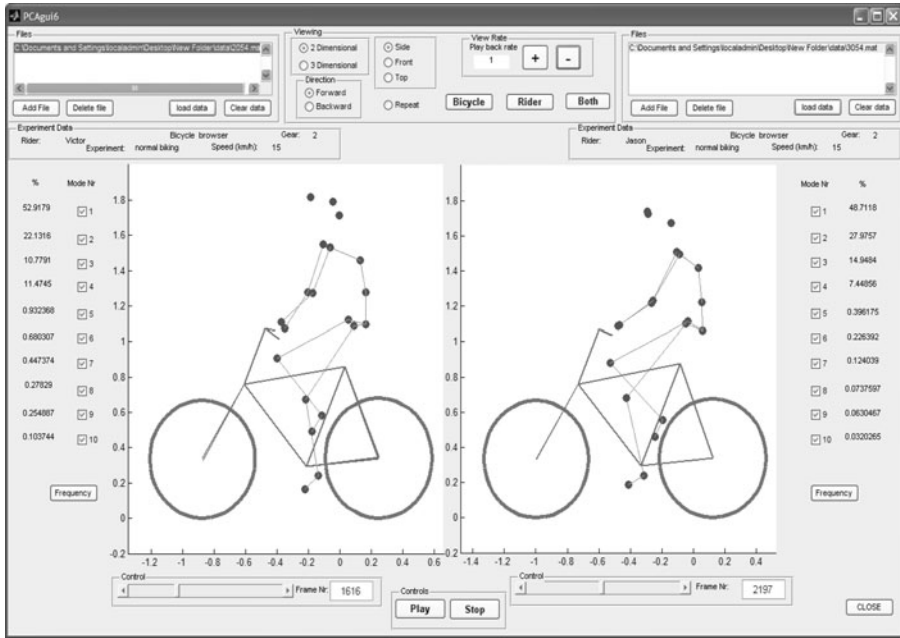 PCAgui6
Files
C:\Documents and Settings\localadmin\Desktop\New Folder\data\2054.mat
Add File Delete file load data Clear data
Viewing
2 Dimensional
3 Dimensional
Direction
Forward
Backward
Side
Front
Top
Repeat
View Rate
Play back rate
1 + -
Bicycle Rider Both
Files
C:\Documents and Settings\localadmin\Desktop\New Folder\data\3054.mat
Add File Delete file load data Clear data
Experiment Data
Bicycle browser
Rider: Victor Gear: 2
Experiment: normal biking Speed (km/h): 15
Experiment Data
Bicycle browser
Rider: Jason Gear: 2
Experiment: normal biking Speed (km/h): 15
% Mode Nr
52.9179 1
22.1316 2
10.7791 3
11.4745 4
0.932368 5
0.680307 6
0.447374 7
0.27829 8
0.254887 9
0.103744 10
Frequency
1.8
1.6
1.4
1.2
1
0.8
0.6
0.4
0.2
0
-0.2
-1.2 -1 -0.8 -0.6 -0.4 -0.2 0 0.2 0.4 0.6
1.8
1.6
1.4
1.2
1
0.8
0.6
0.4
0.2
0
-0.2
-1.4 -1.2 -1 -0.8 -0.6 -0.4 -0.2 0 0.2 0.4
Mode Nr %
1 48.7118
2 27.9757
3 14.9484
4 7.44856
5 0.396175
6 0.226392
7 0.124039
8 0.0737597
9 0.0630467
10 0.0320265
Frequency
Control
Frame Nr: 1616
Controls
Play Stop
Control
Frame Nr: 2197
CLOSE